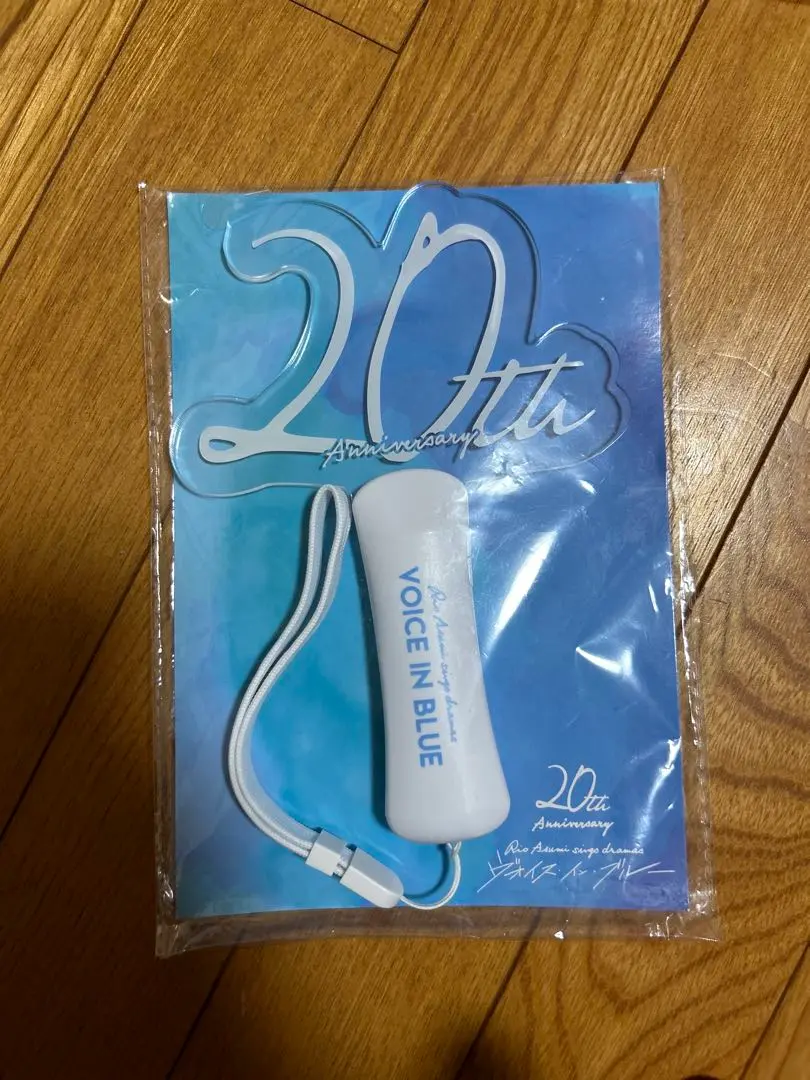 20th
Anniversary
Rio Asumi sings dramas
VOICE IN BLUE
20th
Anniversary
Rio Asumi sings dramas
ヴォイス・イン・ブルー